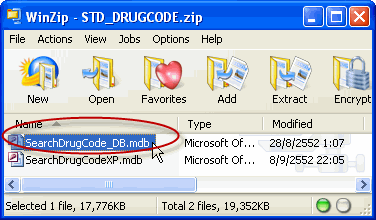 WinZip - STD_DRUGCODE.zip
File Actions View Jobs Options Help
New Open Favorites Add Extract Encrypt
Name Type Modified
SearchDrugCode_DB.mdb Microsoft Of... 28/8/2552 1:07
SearchDrugCodeXP.mdb Microsoft Of... 8/9/2552 22:05
Selected 1 file, 17,776KB Total 2 files, 19,352KB